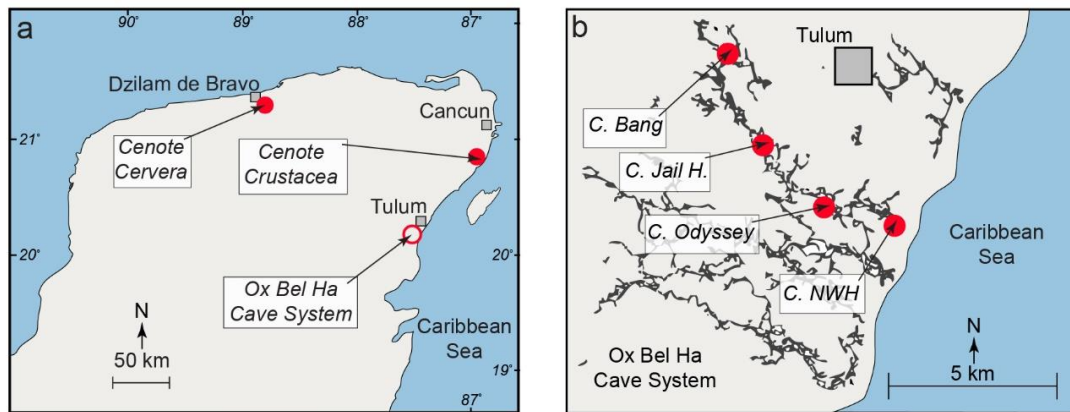 a
90°
88°
87°
Dzilam de Bravo
Cancun
21°
Cenote
Cervera
Cenote
Crustacea
Tulum
20°
20°
Ox Bel Ha
Cave System
N
50 km
Caribbean
Sea
19°
87°
b
Tulum
C. Bang
C. Jail H.
C. Odyssey
C. NWH
Caribbean
Sea
Ox Bel Ha
Cave System
N
5 km